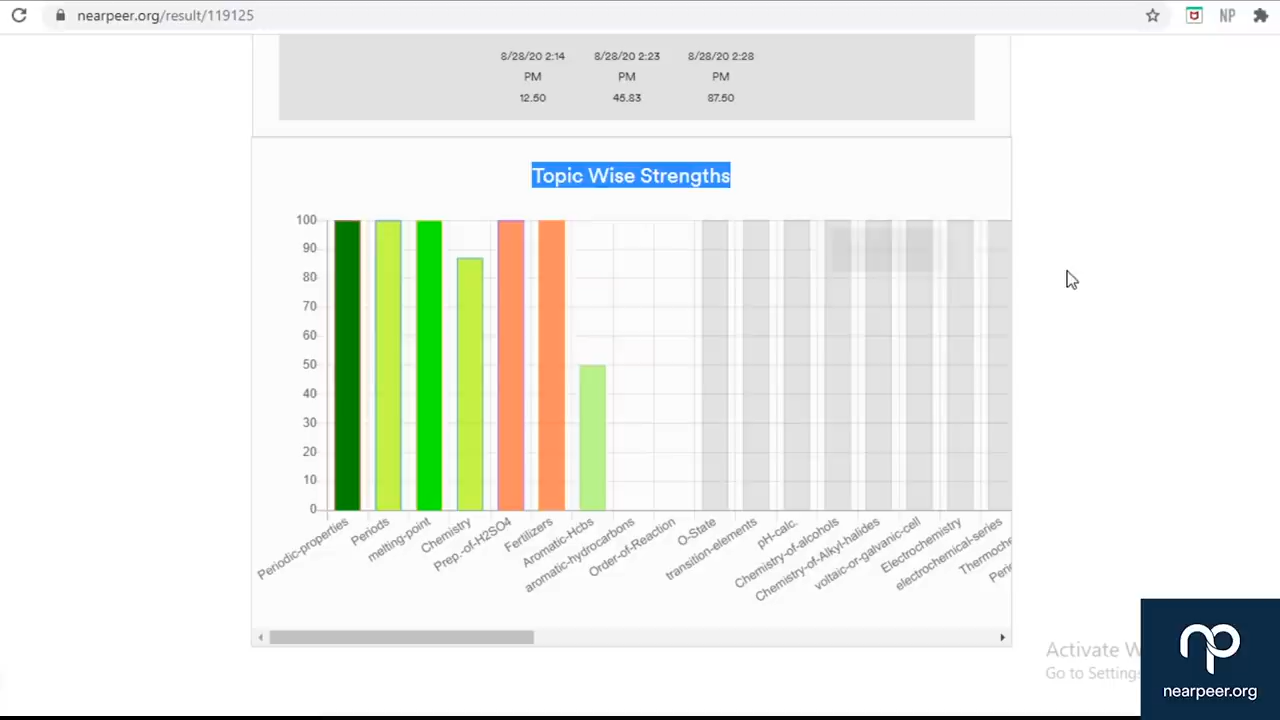 nearpeer.org/result/119125
NP
8/28/20 2:14 8/28/20 2:23 8/28/20 2:28
PM PM PM
12.50 45.83 87.50
Topic Wise Strengths
100
90
80
70
60
50
40
30
20
10
0
Periodic-properties
Periods
melting-point
Chemistry
Prep.-of-H2SO4
Fertilizers
Aromatic-Hcbs
aromatic-hydrocarbons
Order-of-Reaction
O-State
transition-elements
pH-calc.
Chemistry-of-alcohols
Chemistry-of-Alkyl-halides
voltaic-or-galvanic-cell
Electrochemistry
electrochemical-series
Thermoche
Peri
Activate W
Go to Settings
nearpeer.org